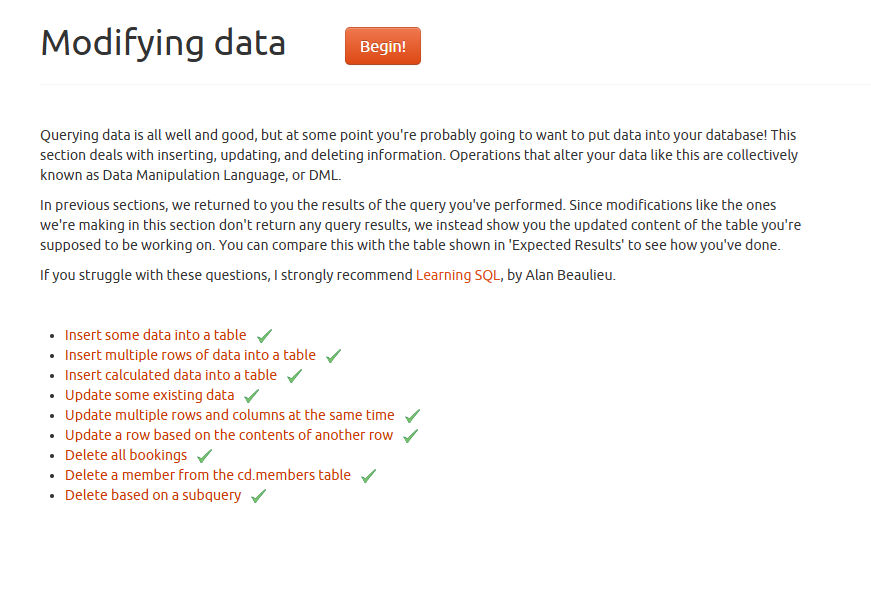 Modifying data
Begin!
Querying data is all well and good, but at some point you're probably going to want to put data into your database! This
section deals with inserting, updating, and deleting information. Operations that alter your data like this are collectively
known as Data Manipulation Language, or DML.
In previous sections, we returned to you the results of the query you've performed. Since modifications like the ones
we're making in this section don't return any query results, we instead show you the updated content of the table you're
supposed to be working on. You can compare this with the table shown in 'Expected Results' to see how you've done.
If you struggle with these questions, I strongly recommend Learning SQL, by Alan Beaulieu.
Insert some data into a table
Insert multiple rows of data into a table
Insert calculated data into a table
Update some existing data
Update multiple rows and columns at the same time
Update a row based on the contents of another row
Delete all bookings
Delete a member from the cd.members table
Delete based on a subquery